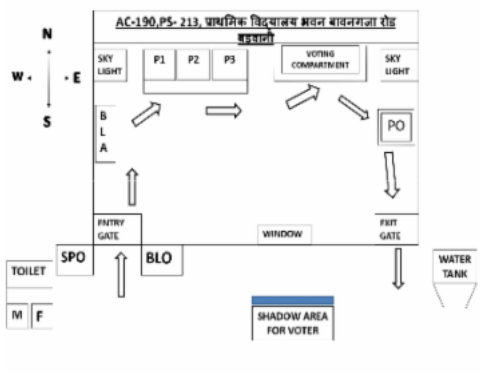 AC-190,PS- 213, प्राथमिक विद्यालय भवन बावनगजा रोड
बडवानी
N
W
E
S
SKY
LIGHT
P1
P2
P3
VOTING
COMPARTMENT
SKY
LIGHT
B
L
A
PO
ENTRY
GATE
WINDOW
EXIT
GATE
SPO
BLO
TOILET
M
F
WATER
TANK
SHADOW AREA
FOR VOTER